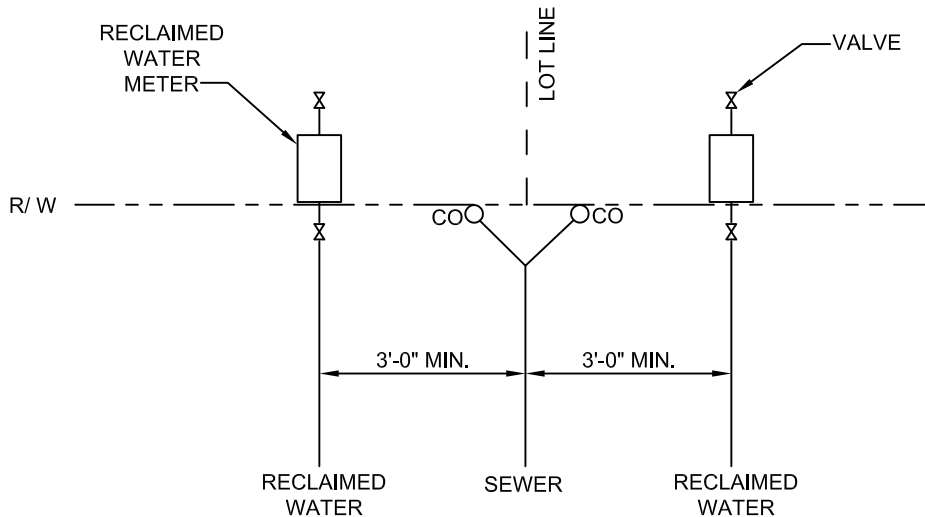 RECLAIMED
WATER
METER
LOT LINE
VALVE
R/ W
CO
CO
3'-0" MIN.
3'-0" MIN.
RECLAIMED
WATER
SEWER
RECLAIMED
WATER